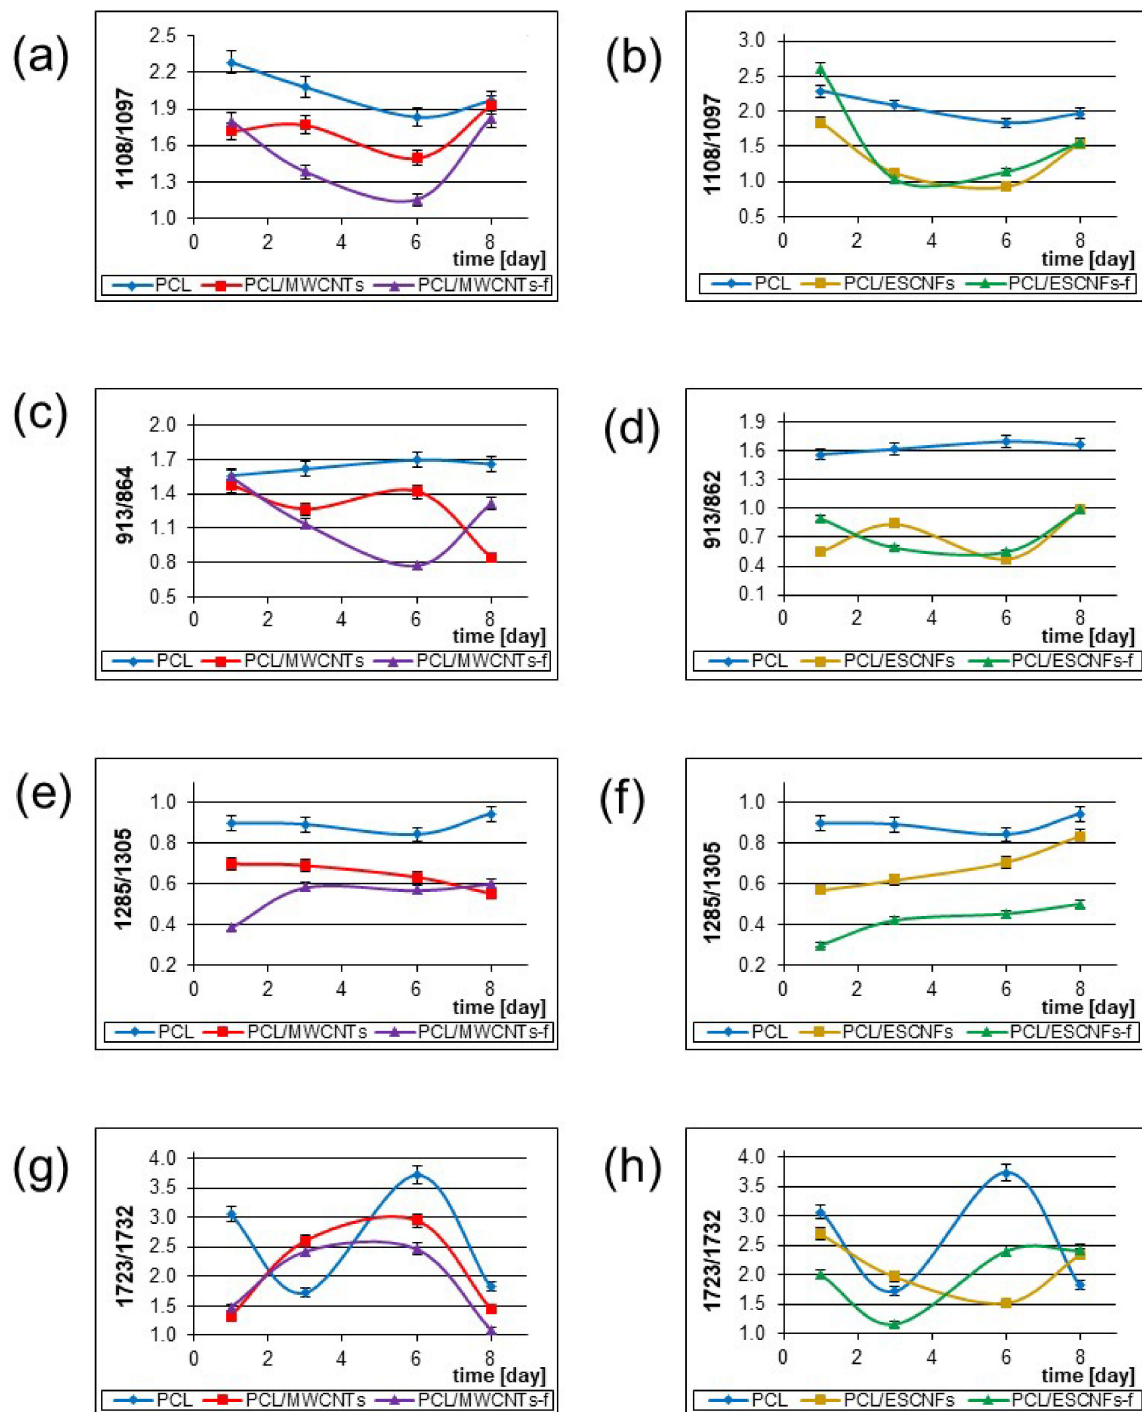 (a)
2.5
2.2
1.9
1.6
1.3
1.0
1108/1097
0 2 4 6 8
time [day]
PCL PCL/MWCNTs PCL/MWCNTs-f
(b)
3.0
2.5
2.0
1.5
1.0
0.5
1108/1097
0 2 4 6 8
time [day]
PCL PCL/ESCNFs PCL/ESCNFs-f
(c)
2.0
1.7
1.4
1.1
0.8
0.5
913/864
0 2 4 6 8
time [day]
PCL PCL/MWCNTs PCL/MWCNTs-f
(d)
1.9
1.6
1.3
1.0
0.7
0.4
0.1
913/862
0 2 4 6 8
time [day]
PCL PCL/ESCNFs PCL/ESCNFs-f
(e)
1.0
0.8
0.6
0.4
0.2
1285/1305
0 2 4 6 8
time [day]
PCL PCL/MWCNTs PCL/MWCNTs-f
(f)
1.0
0.8
0.6
0.4
0.2
1285/1305
0 2 4 6 8
time [day]
PCL PCL/ESCNFs PCL/ESCNFs-f
(g)
4.0
3.5
3.0
2.5
2.0
1.5
1.0
1723/1732
0 2 4 6 8
time [day]
PCL PCL/MWCNTs PCL/MWCNTs-f
(h)
4.0
3.5
3.0
2.5
2.0
1.5
1.0
1723/1732
0 2 4 6 8
time [day]
PCL PCL/ESCNFs PCL/ESCNFs-f